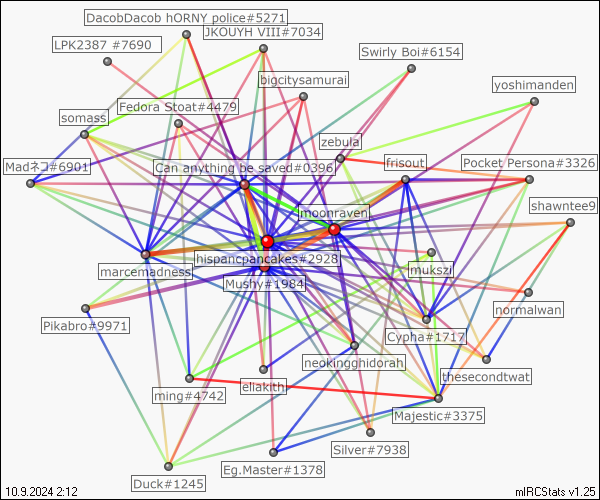 DacobDacob hORNY police#5271
JKOUYH VIII#7034
LPK2387 #7690
Swirly Boi#6154
bigcitysamurai
yoshimanden
Fedora Stoat#4479
somass
zebula
Madネコ#6901
Can anything be saved#0396
frisout
Pocket Persona#3326
moonraven
shawntee9
hispancpancakes#2928
marcemadness
mukszi
Mushy#1984
normalwan
Pikabro#9971
Cypha#1717
neokingghidorah
thesecondtwat
eliakith
ming#4742
Majestic#3375
Silver#7938
Eg.Master#1378
Duck#1245
10.9.2024 2:12
mIRCStats v1.25